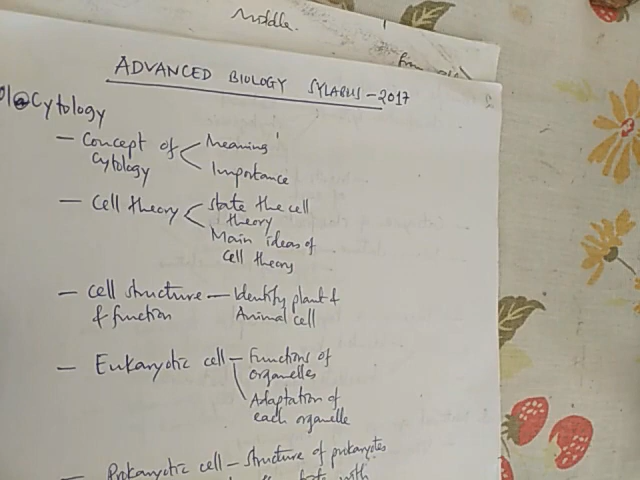 Middle.
ADVANCED BIOLOGY SYLABUS - 2017
Cytology
- Concept of Cytology
Meaning
Importance
- Cell theory
state the cell theory
Main ideas of cell theory
- Cell structure & function
- Identify plant & Animal cell
- Eukaryotic cell
- Functions of organelles
Adaptation of each organelle
- Prokaryotic cell - structure of prokaryotes
with